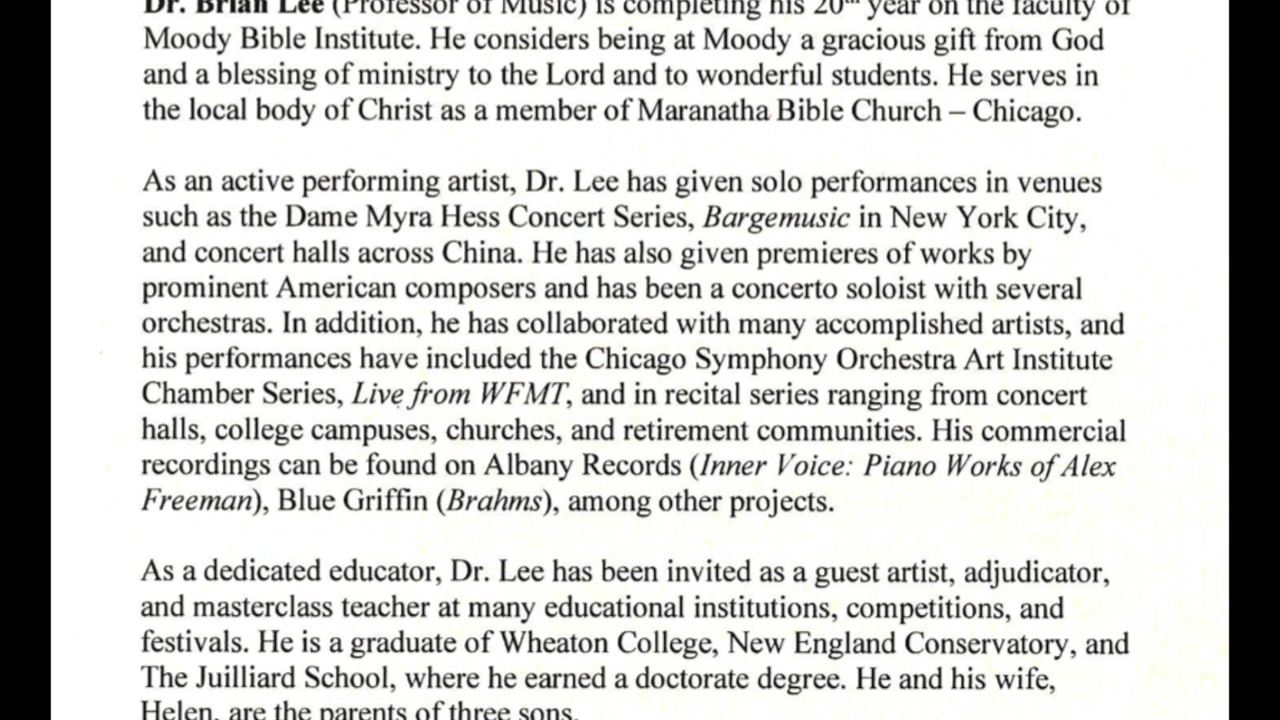 Dr. Brian Lee (Professor of Music) is completing his 20th year on the faculty of
Moody Bible Institute. He considers being at Moody a gracious gift from God
and a blessing of ministry to the Lord and to wonderful students. He serves in
the local body of Christ as a member of Maranatha Bible Church – Chicago.
As an active performing artist, Dr. Lee has given solo performances in venues
such as the Dame Myra Hess Concert Series, Bargemusic in New York City,
and concert halls across China. He has also given premieres of works by
prominent American composers and has been a concerto soloist with several
orchestras. In addition, he has collaborated with many accomplished artists, and
his performances have included the Chicago Symphony Orchestra Art Institute
Chamber Series, Live from WFMT, and in recital series ranging from concert
halls, college campuses, churches, and retirement communities. His commercial
recordings can be found on Albany Records (Inner Voice: Piano Works of Alex
Freeman), Blue Griffin (Brahms), among other projects.
As a dedicated educator, Dr. Lee has been invited as a guest artist, adjudicator,
and masterclass teacher at many educational institutions, competitions, and
festivals. He is a graduate of Wheaton College, New England Conservatory, and
The Juilliard School, where he earned a doctorate degree. He and his wife,
Helen, are the parents of three sons.